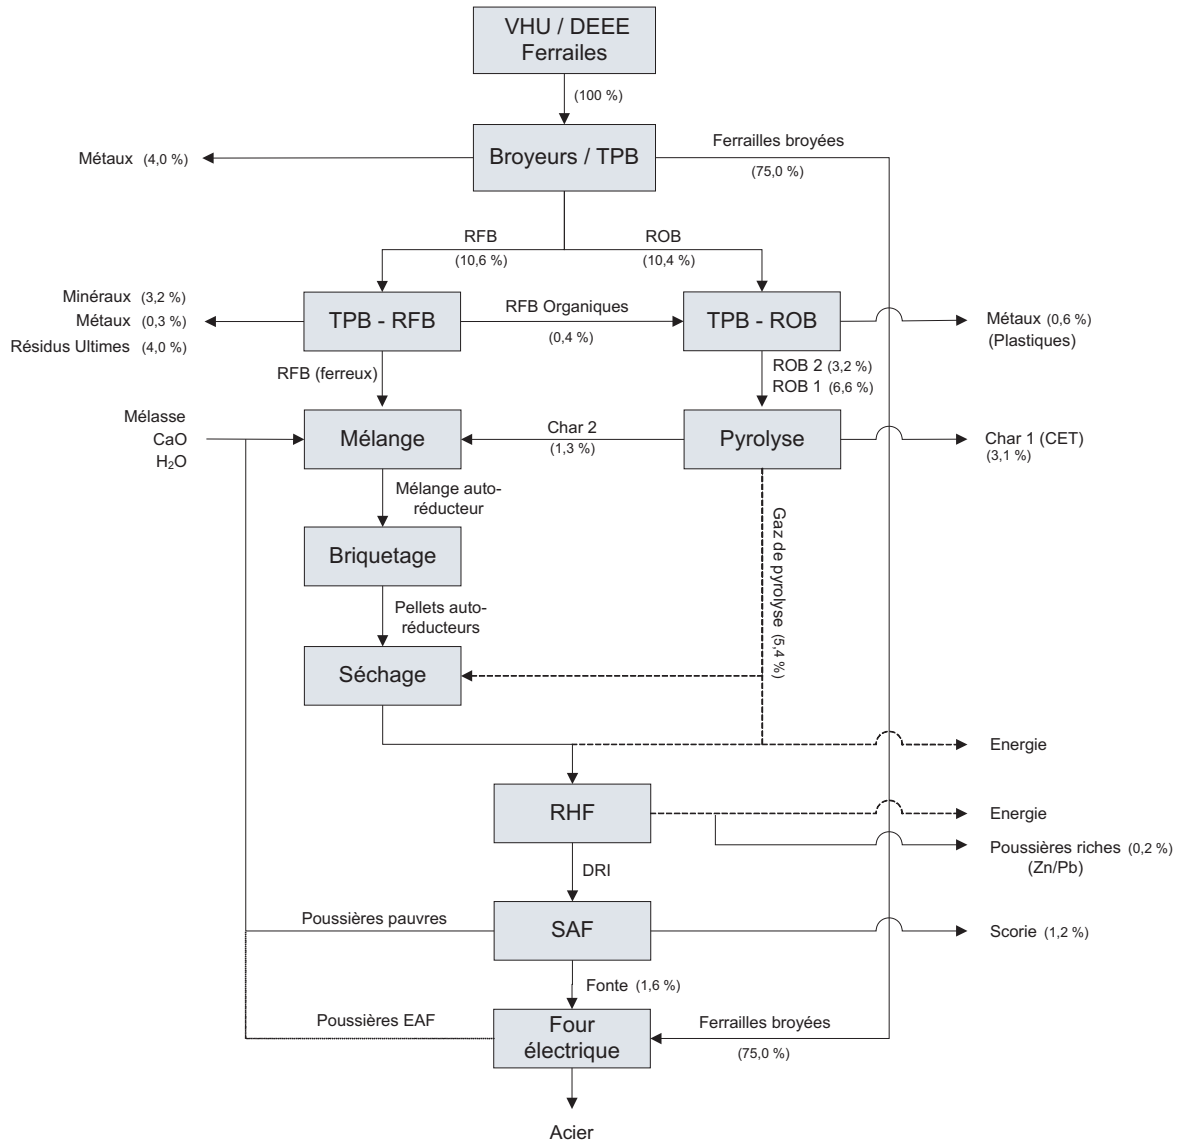 VHU / DEEE
Ferrailes
(100 %)
Broyeurs / TPB
Métaux (4,0 %)
Ferrailles broyées
(75,0 %)
RFB
(10,6 %)
ROB
(10,4 %)
Minéraux (3,2 %)
Métaux (0,3 %)
Résidus Ultimes (4,0 %)
TPB - RFB
RFB Organiques
(0,4 %)
TPB - ROB
Métaux (0,6 %)
(Plastiques)
RFB (ferreux)
ROB 2 (3,2 %)
ROB 1 (6,6 %)
Mélasse
CaO
H₂O
Mélange
Char 2
(1,3 %)
Pyrolyse
Char 1 (CET)
(3,1 %)
Mélange auto-
réducteur
Briquetage
Gaz de pyrolyse (5,4 %)
Pellets auto-
réducteurs
Séchage
Energie
RHF
Energie
Poussières riches (0,2 %)
(Zn/Pb)
DRI
Poussières pauvres
SAF
Scorie (1,2 %)
Fonte (1,6 %)
Poussières EAF
Four
électrique
Ferrailles broyées
(75,0 %)
Acier